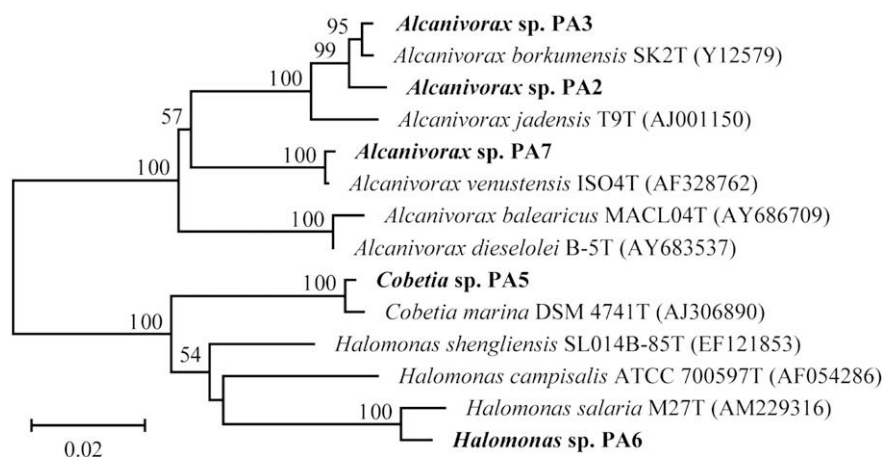 95
Alcanivorax sp. PA3
99
Alcanivorax borkumensis SK2T (Y12579)
100
Alcanivorax sp. PA2
57
Alcanivorax jadensis T9T (AJ001150)
100
Alcanivorax sp. PA7
100
Alcanivorax venustensis ISO4T (AF328762)
Alcanivorax balearicus MACL04T (AY686709)
100
Alcanivorax dieselolei B-5T (AY683537)
100
Cobetia sp. PA5
100
Cobetia marina DSM 4741T (AJ306890)
54
Halomonas shengliensis SL014B-85T (EF121853)
Halomonas campisalis ATCC 700597T (AF054286)
100
Halomonas salaria M27T (AM229316)
Halomonas sp. PA6
0.02